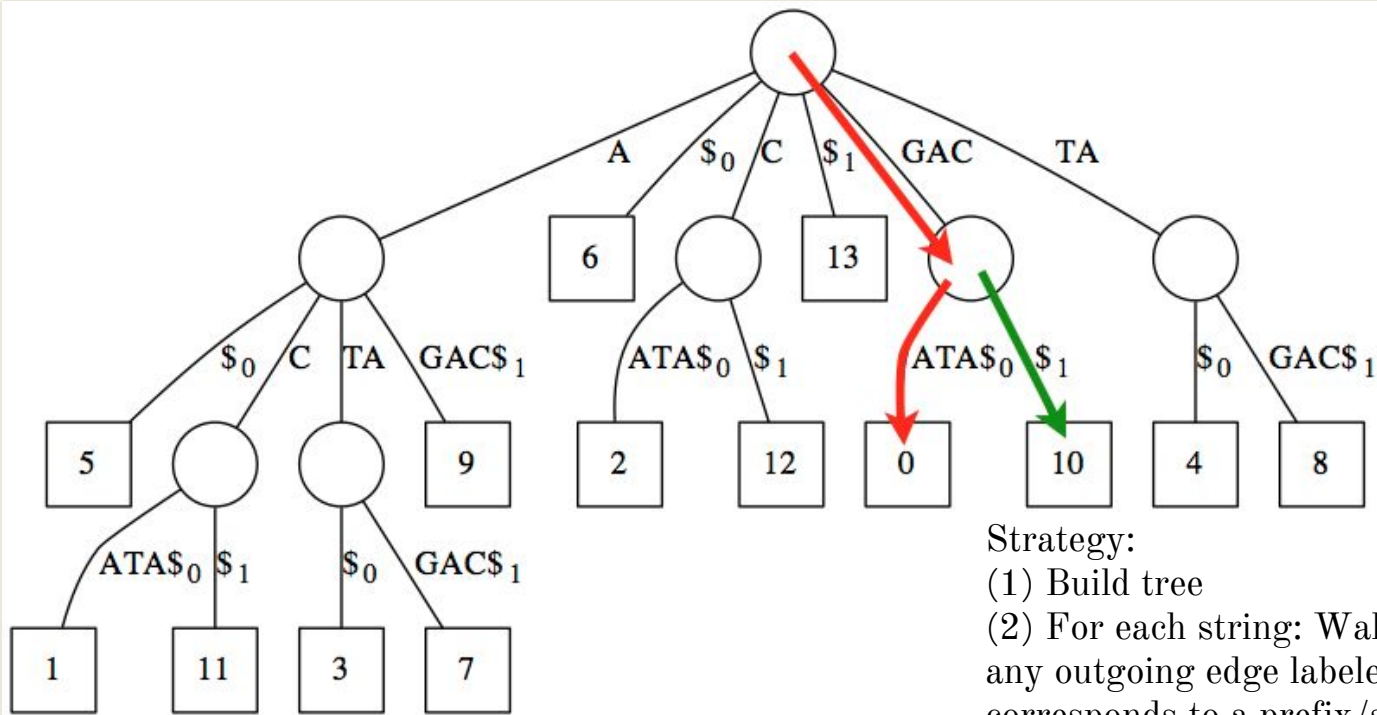 A $0 C $1 GAC TA
6 13
$0 C TA GAC$1 ATA$0 $1 ATA$0 $1 $0 GAC$1
5 9 2 12 0 10 4 8
ATA$0 $1 $0 GAC$1
1 11 3 7
Strategy:
(1) Build tree
(2) For each string:
any outgoing edge